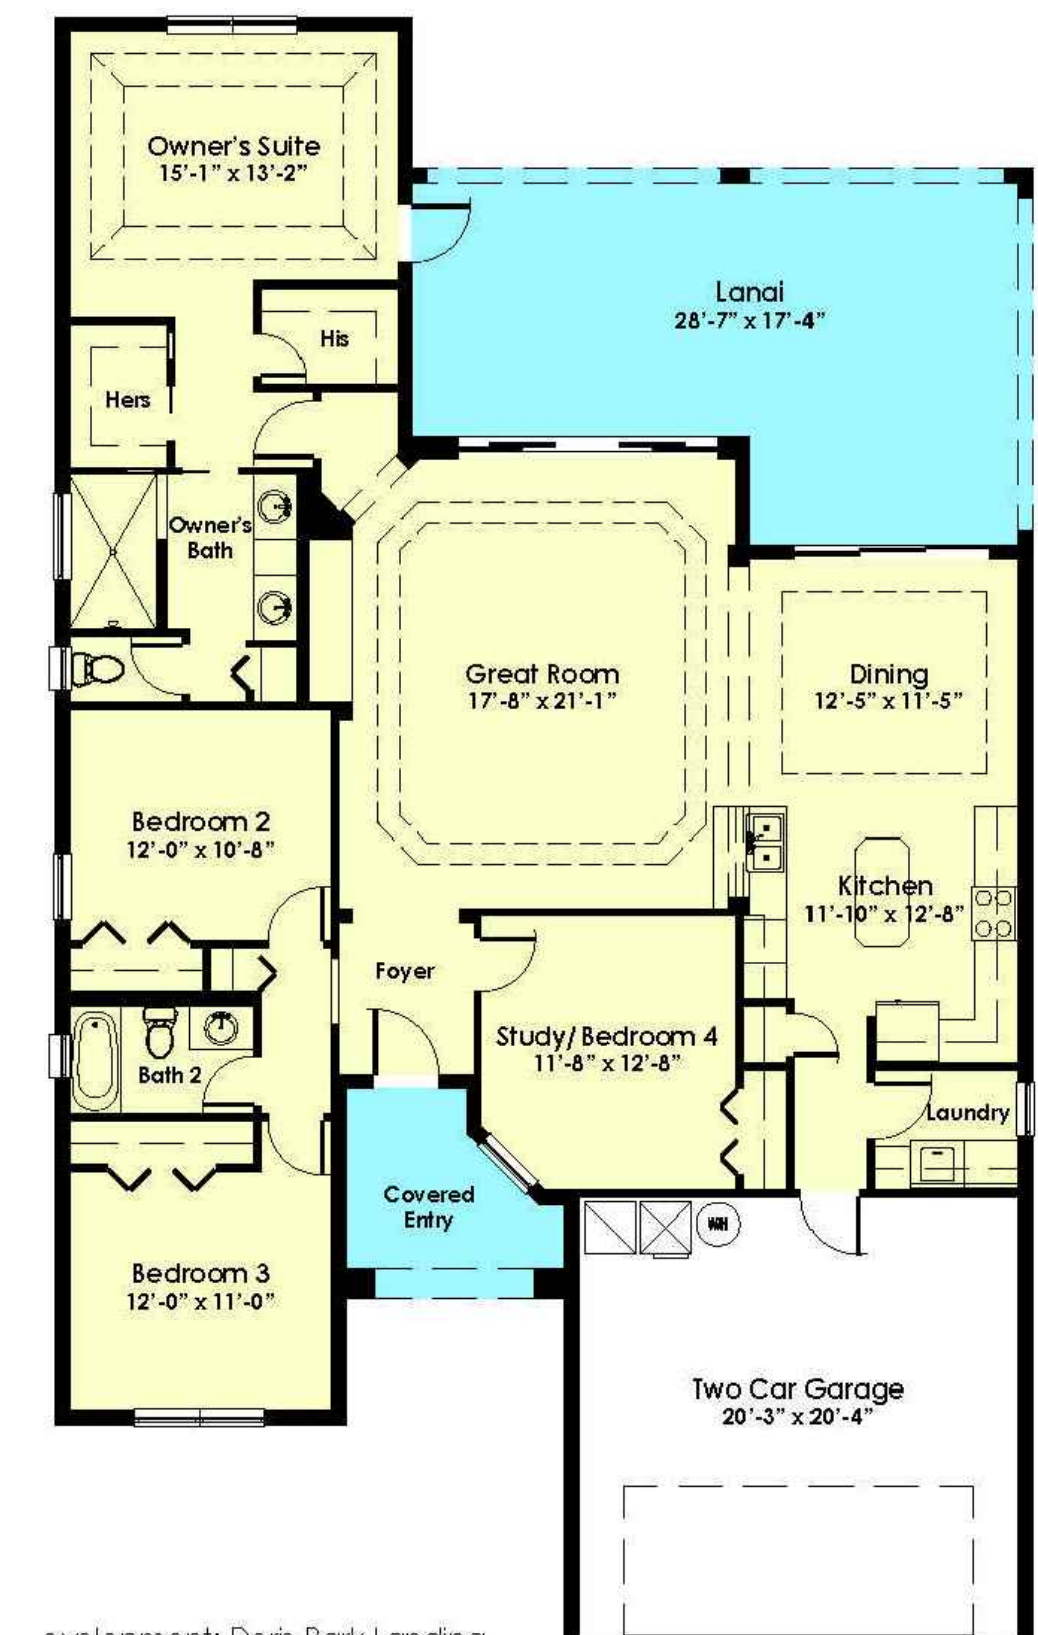 Owner's Suite
15'-1" x 13'-2"
Lanai
28'-7" x 17'-4"
His
Hers
Owner's
Bath
Great Room
17'-8" x 21'-1"
Dining
12'-5" x 11'-5"
Bedroom 2
12'-0" x 10'-8"
Kitchen
11'-10" x 12'-8"
Foyer
Study/Bedroom 4
11'-8" x 12'-8"
Bath 2
Laundry
Covered
Entry
WH
Bedroom 3
12'-0" x 11'-0"
Two Car Garage
20'-3" x 20'-4"